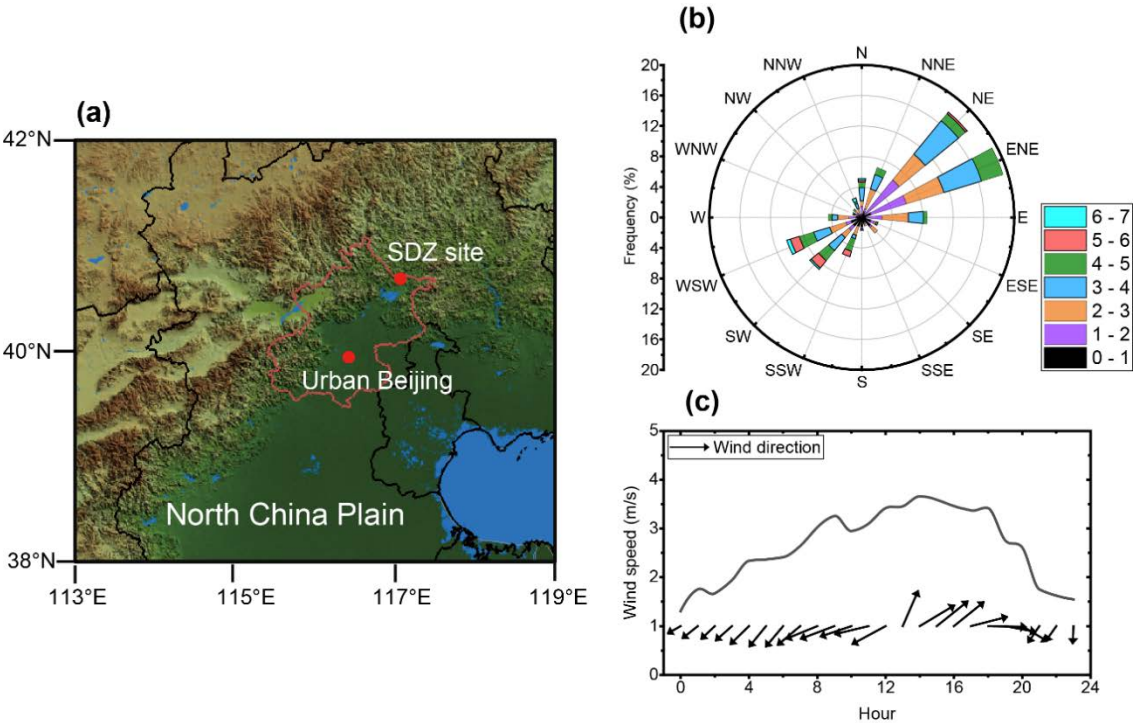 (a)
42°N
40°N
38°N
113°E
115°E
117°E
119°E
SDZ site
Urban Beijing
North China Plain
(b)
Frequency (%)
20
16
12
8
4
0
4
8
12
16
20
N
NNE
NE
ENE
E
ESE
SE
SSE
S
SSW
SW
WSW
W
WNW
NW
NNW
6 - 7
5 - 6
4 - 5
3 - 4
2 - 3
1 - 2
0 - 1
(c)
Wind direction
Wind speed (m/s)
5
4
3
2
1
0
0
4
8
12
16
20
24
Hour